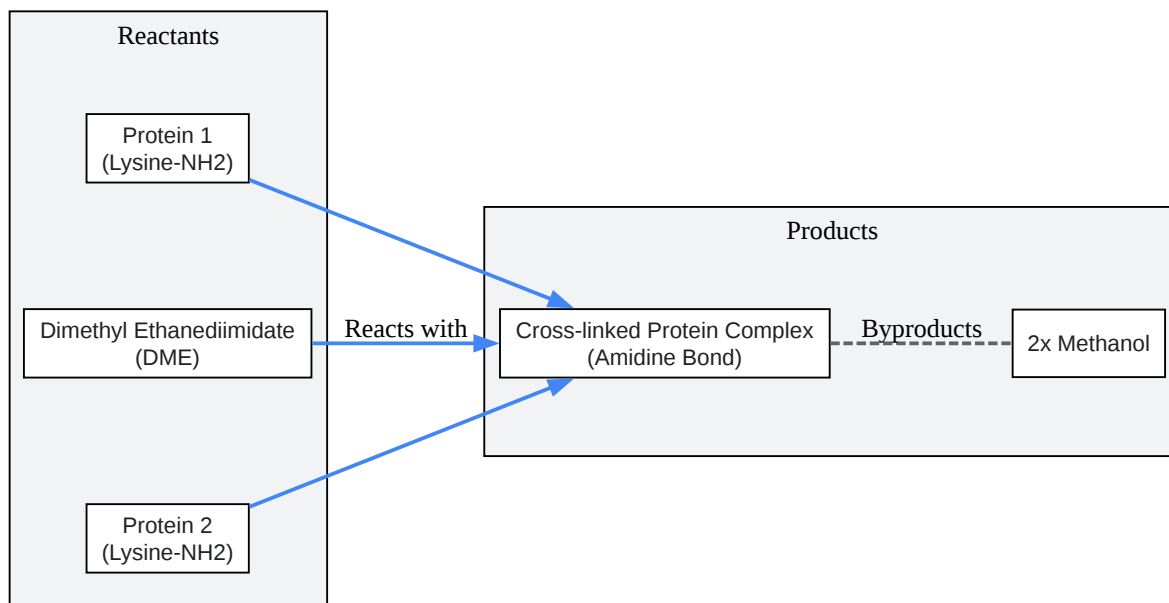 Reactants
Protein 1
(Lysine-NH2)
Dimethyl Ethanediimidate
(DME)
Reacts with
Protein 2
(Lysine-NH2)
Products
Cross-linked Protein Complex
(Amidine Bond)
Byproducts
2x Methanol